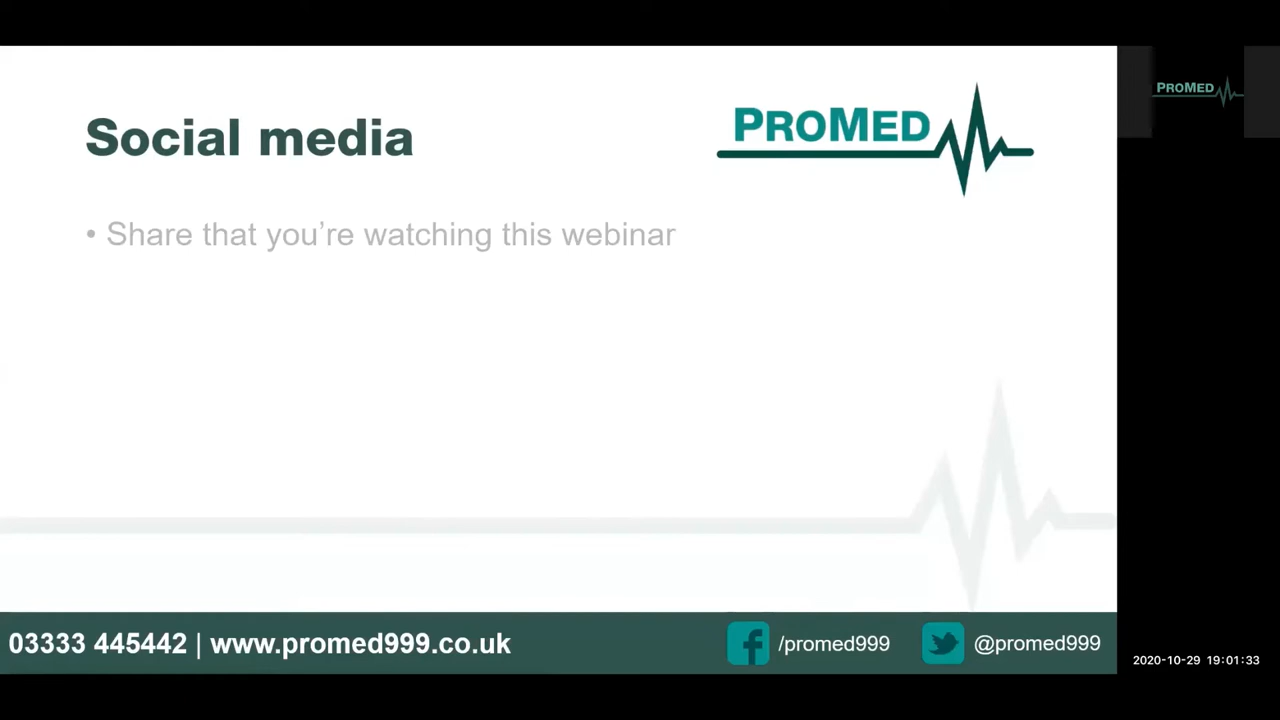 Social media
PROMED
PROMED
• Share that you’re watching this webinar
03333 445442 | www.promed999.co.uk
/promed999
@promed999
2020-10-29 19:01:33